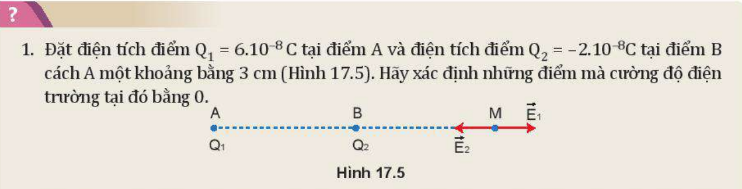 ?
1. Đặt điện tích điểm Q₁ = 6.10⁻⁸ C tại điểm A và điện tích điểm Q₂ = −2.10⁻⁸C tại điểm B
cách A một khoảng bằng 3 cm (Hình 17.5). Hãy xác định những điểm mà cường độ điện
trường tại đó bằng 0.
A B M E⃗₁
Q₁ Q₂ E⃗₂
Hình 17.5